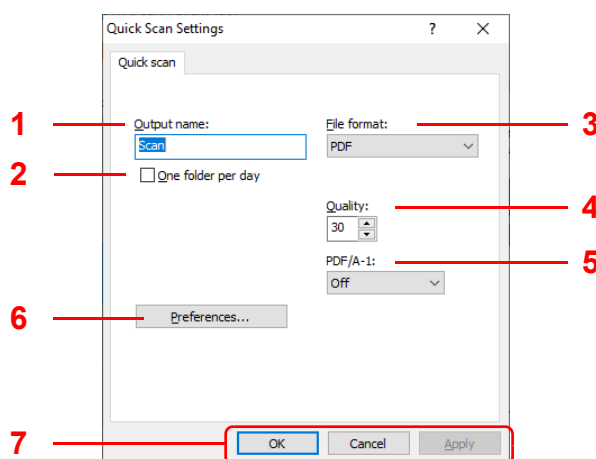 Quick Scan Settings ? ×
Quick scan
1 Output name: File format: 3
Scan PDF
2 One folder per day
Quality: 4
30
PDF/A-1: 5
Off
6 Preferences...
7 OK Cancel Apply